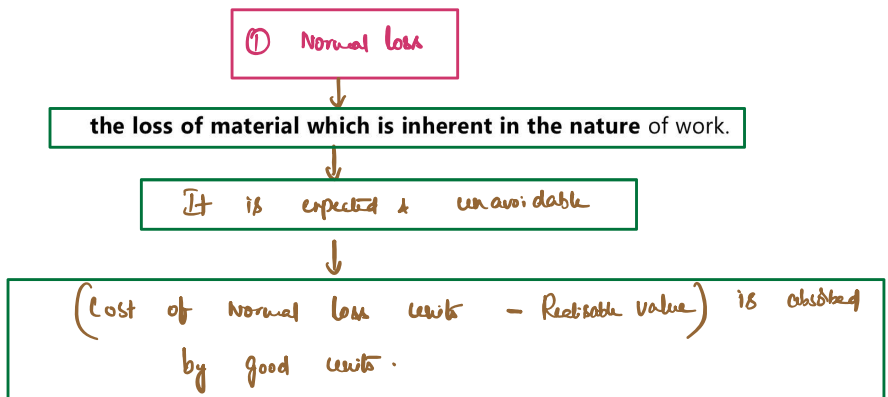 ① Normal loss
the loss of material which is inherent in the nature of work.
It is expected & unavoidable
(Cost of Normal loss units - Realisable value) is absorbed
by good units.